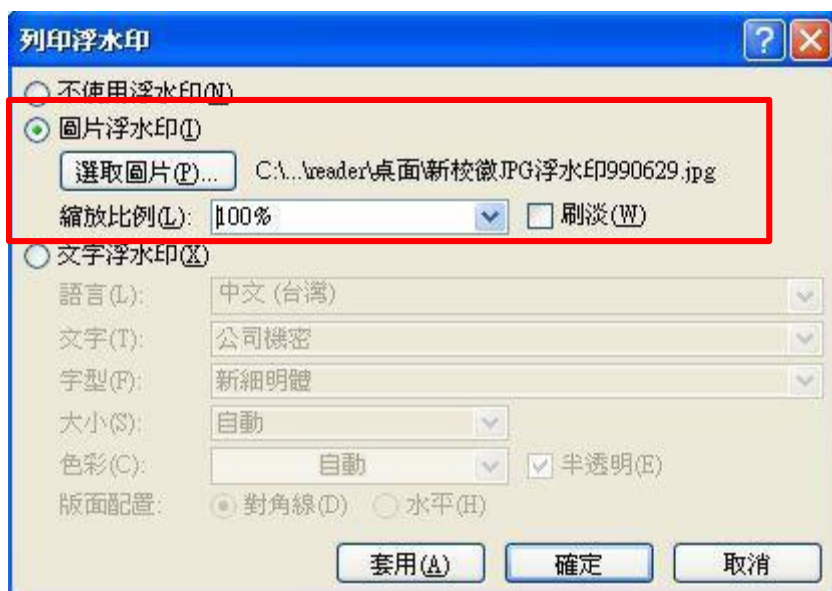 列印浮水印
不使用浮水印(N)
圖片浮水印(I)
選取圖片(P)... C:\...\reader\桌面\新校徽JPG浮水印990629.jpg
縮放比例(L): 100% 刷淡(W)
文字浮水印(X)
語言(L): 中文 (台灣)
文字(T): 公司機密
字型(F): 新細明體
大小(S): 自動
色彩(C): 自動 半透明(E)
版面配置: 對角線(D) 水平(H)
套用(A) 確定 取消